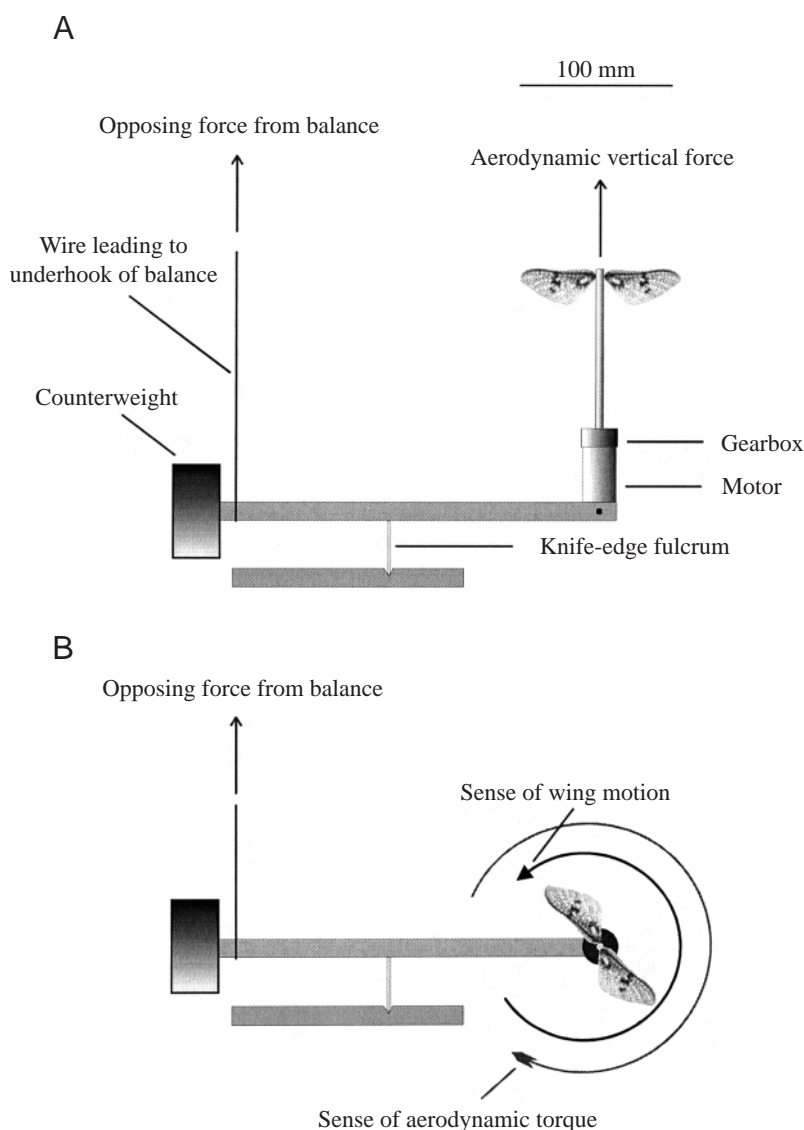 A
100 mm
Opposing force from balance
Aerodynamic vertical force
Wire leading to
underhook of balance
Counterweight
Gearbox
Motor
Knife-edge fulcrum
B
Opposing force from balance
Sense of wing motion
Sense of aerodynamic torque